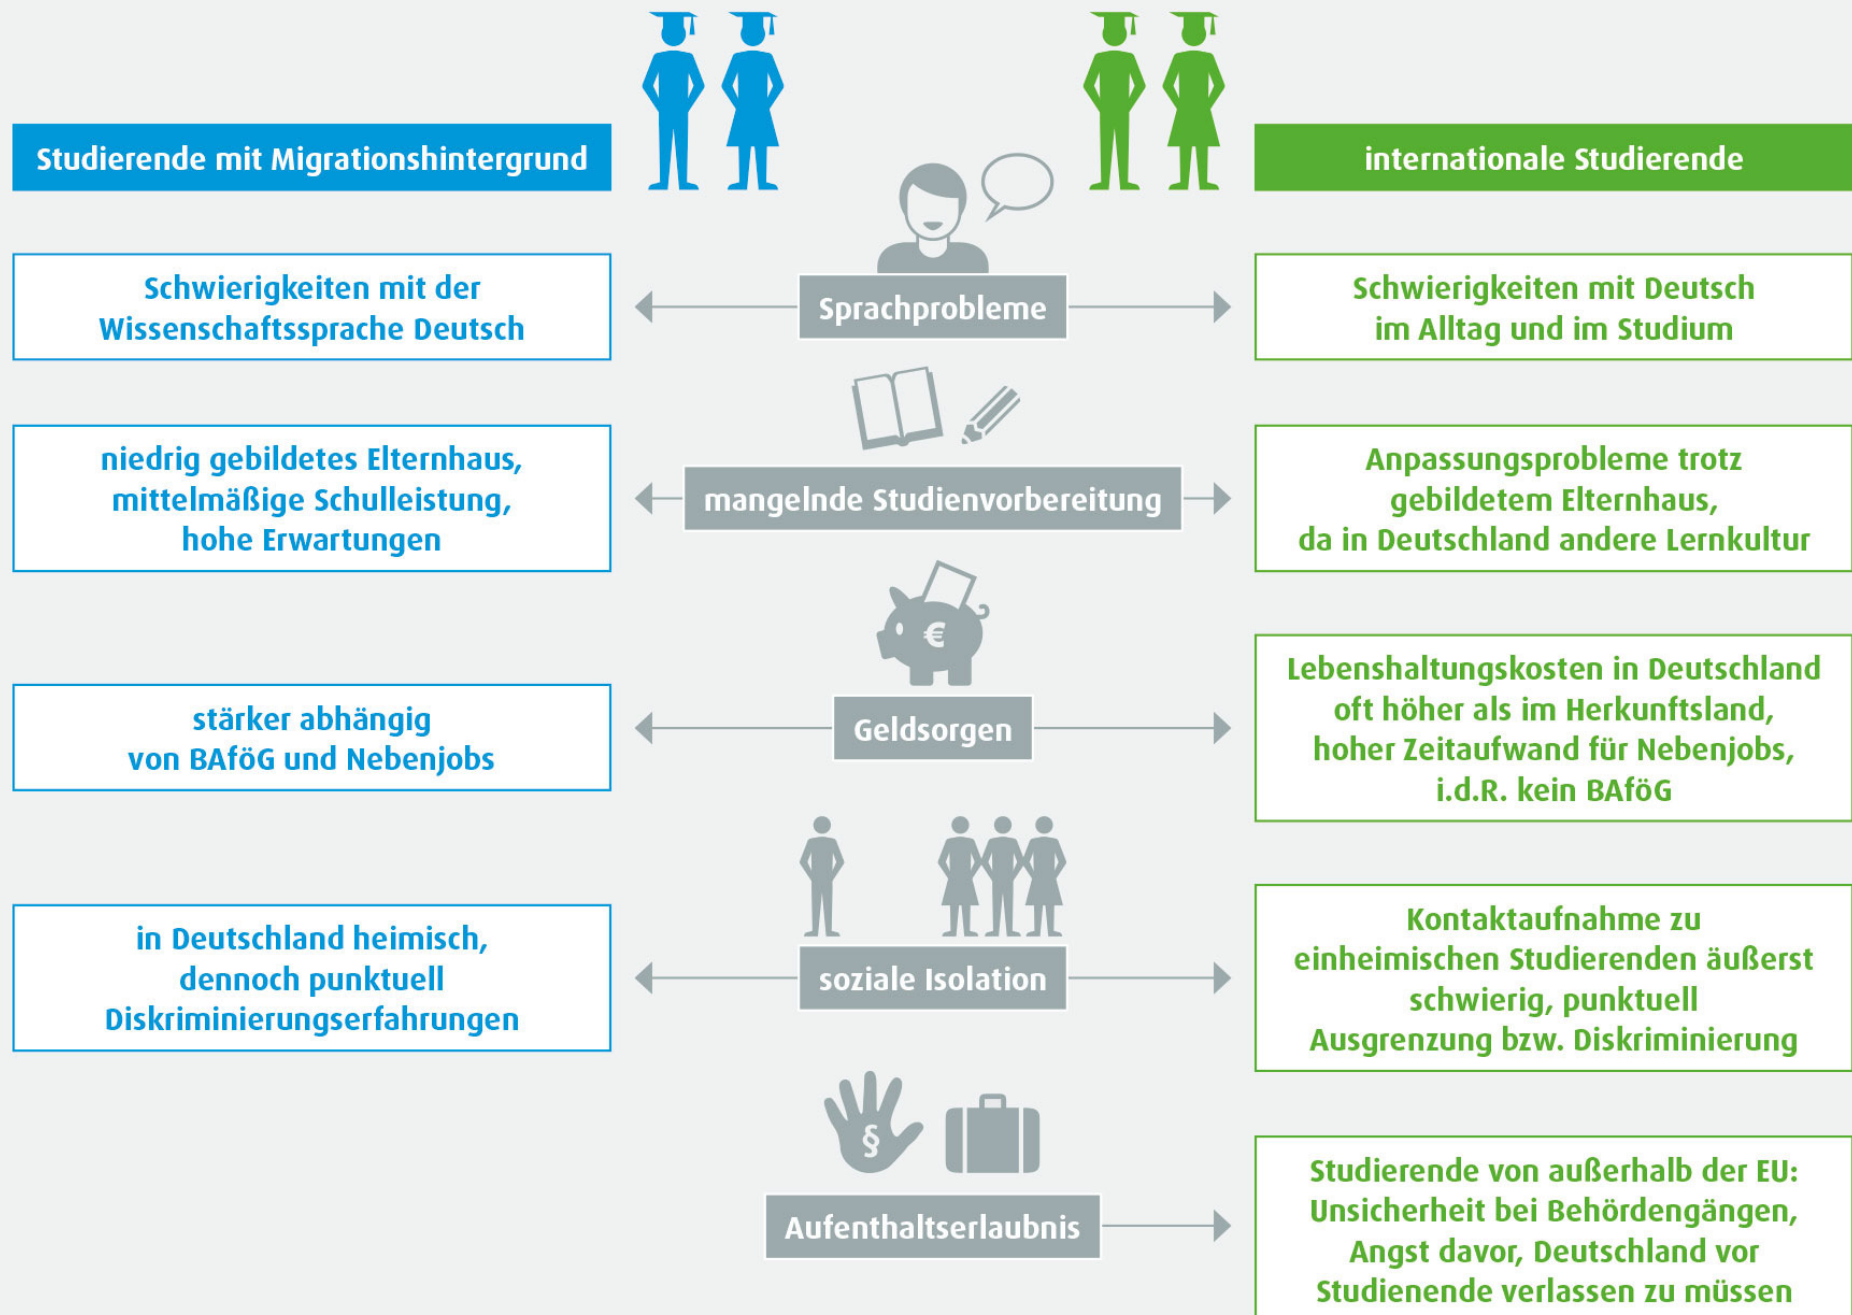 Studierende mit Migrationshintergrund
internationale Studierende
Schwierigkeiten mit der
Wissenschaftssprache Deutsch
Sprachprobleme
Schwierigkeiten mit Deutsch
im Alltag und im Studium
niedrig gebildetes Elternhaus,
mittelmäßige Schulleistung,
hohe Erwartungen
mangelnde Studienvorbereitung
Anpassungsprobleme trotz
gebildetem Elternhaus,
da in Deutschland andere Lernkultur
€
stärker abhängig
von BAföG und Nebenjobs
Geldsorgen
Lebenshaltungskosten in Deutschland
oft höher als im Herkunftsland,
hoher Zeitaufwand für Nebenjobs,
i.d.R. kein BAföG
in Deutschland heimisch,
dennoch punktuell
Diskriminierungserfahrungen
soziale Isolation
Kontaktaufnahme zu
einheimischen Studierenden äußerst
schwierig, punktuell
Ausgrenzung bzw. Diskriminierung
§
Aufenthaltserlaubnis
Studierende von außerhalb der EU:
Unsicherheit bei Behördengängen,
Angst davor, Deutschland vor
Studienende verlassen zu müssen